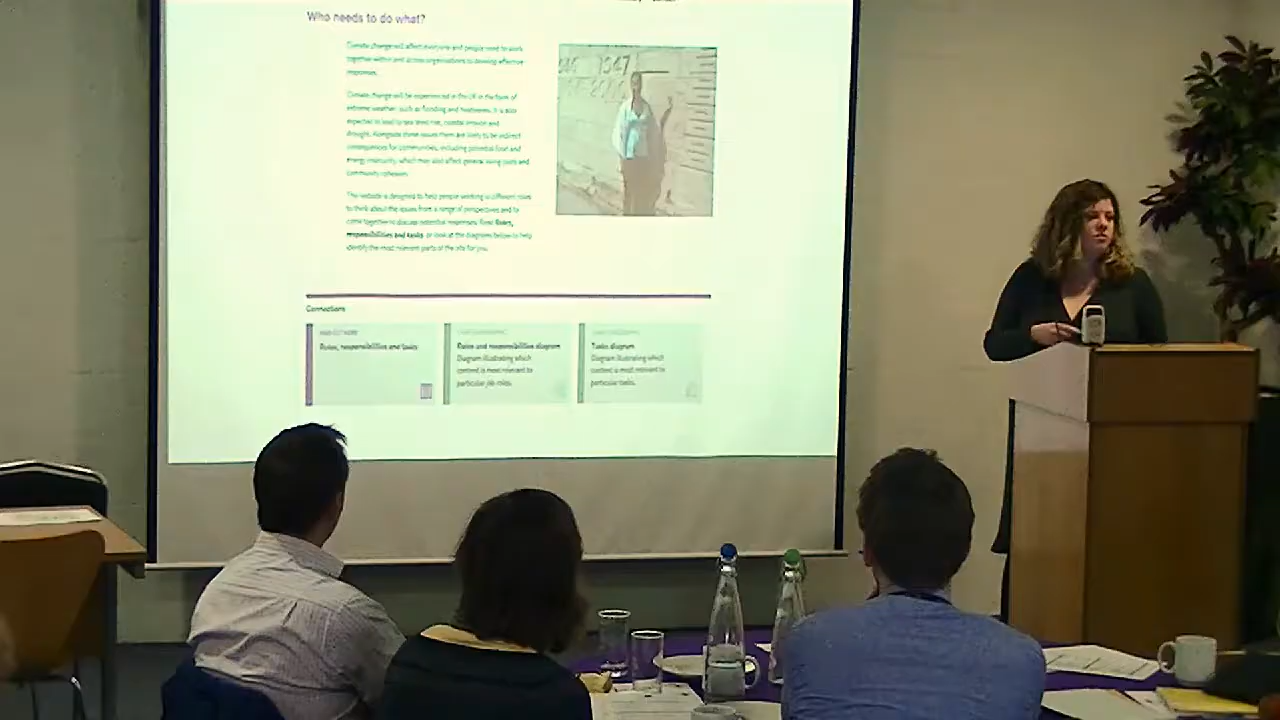 Who needs to do what?
Climate change will affect everyone and people need to work
together within and across organisations to develop effective
responses.
Climate change will be experienced in the UK in the form of
extreme weather, such as flooding and heatwaves. It is also
expected to lead to sea level rise, coastal erosion and
drought. Alongside these issues there are likely to be indirect
consequences for communities, including potential food and
energy insecurity, which may also affect general living costs and
community cohesion.
The website is designed to help people working in different roles
to think about the issues from a range of perspectives and to
come together to discuss potential responses. Read Roles,
responsibilities and tasks or look at the diagrams below to help
identify the most relevant parts of the site for you.
1947
Connections
Roles, responsibilities and tasks
Roles and responsibilities diagram
Diagram illustrating which
content is most relevant to
particular job roles.
Tasks diagram
Diagram illustrating which
content is most relevant to
particular tasks.